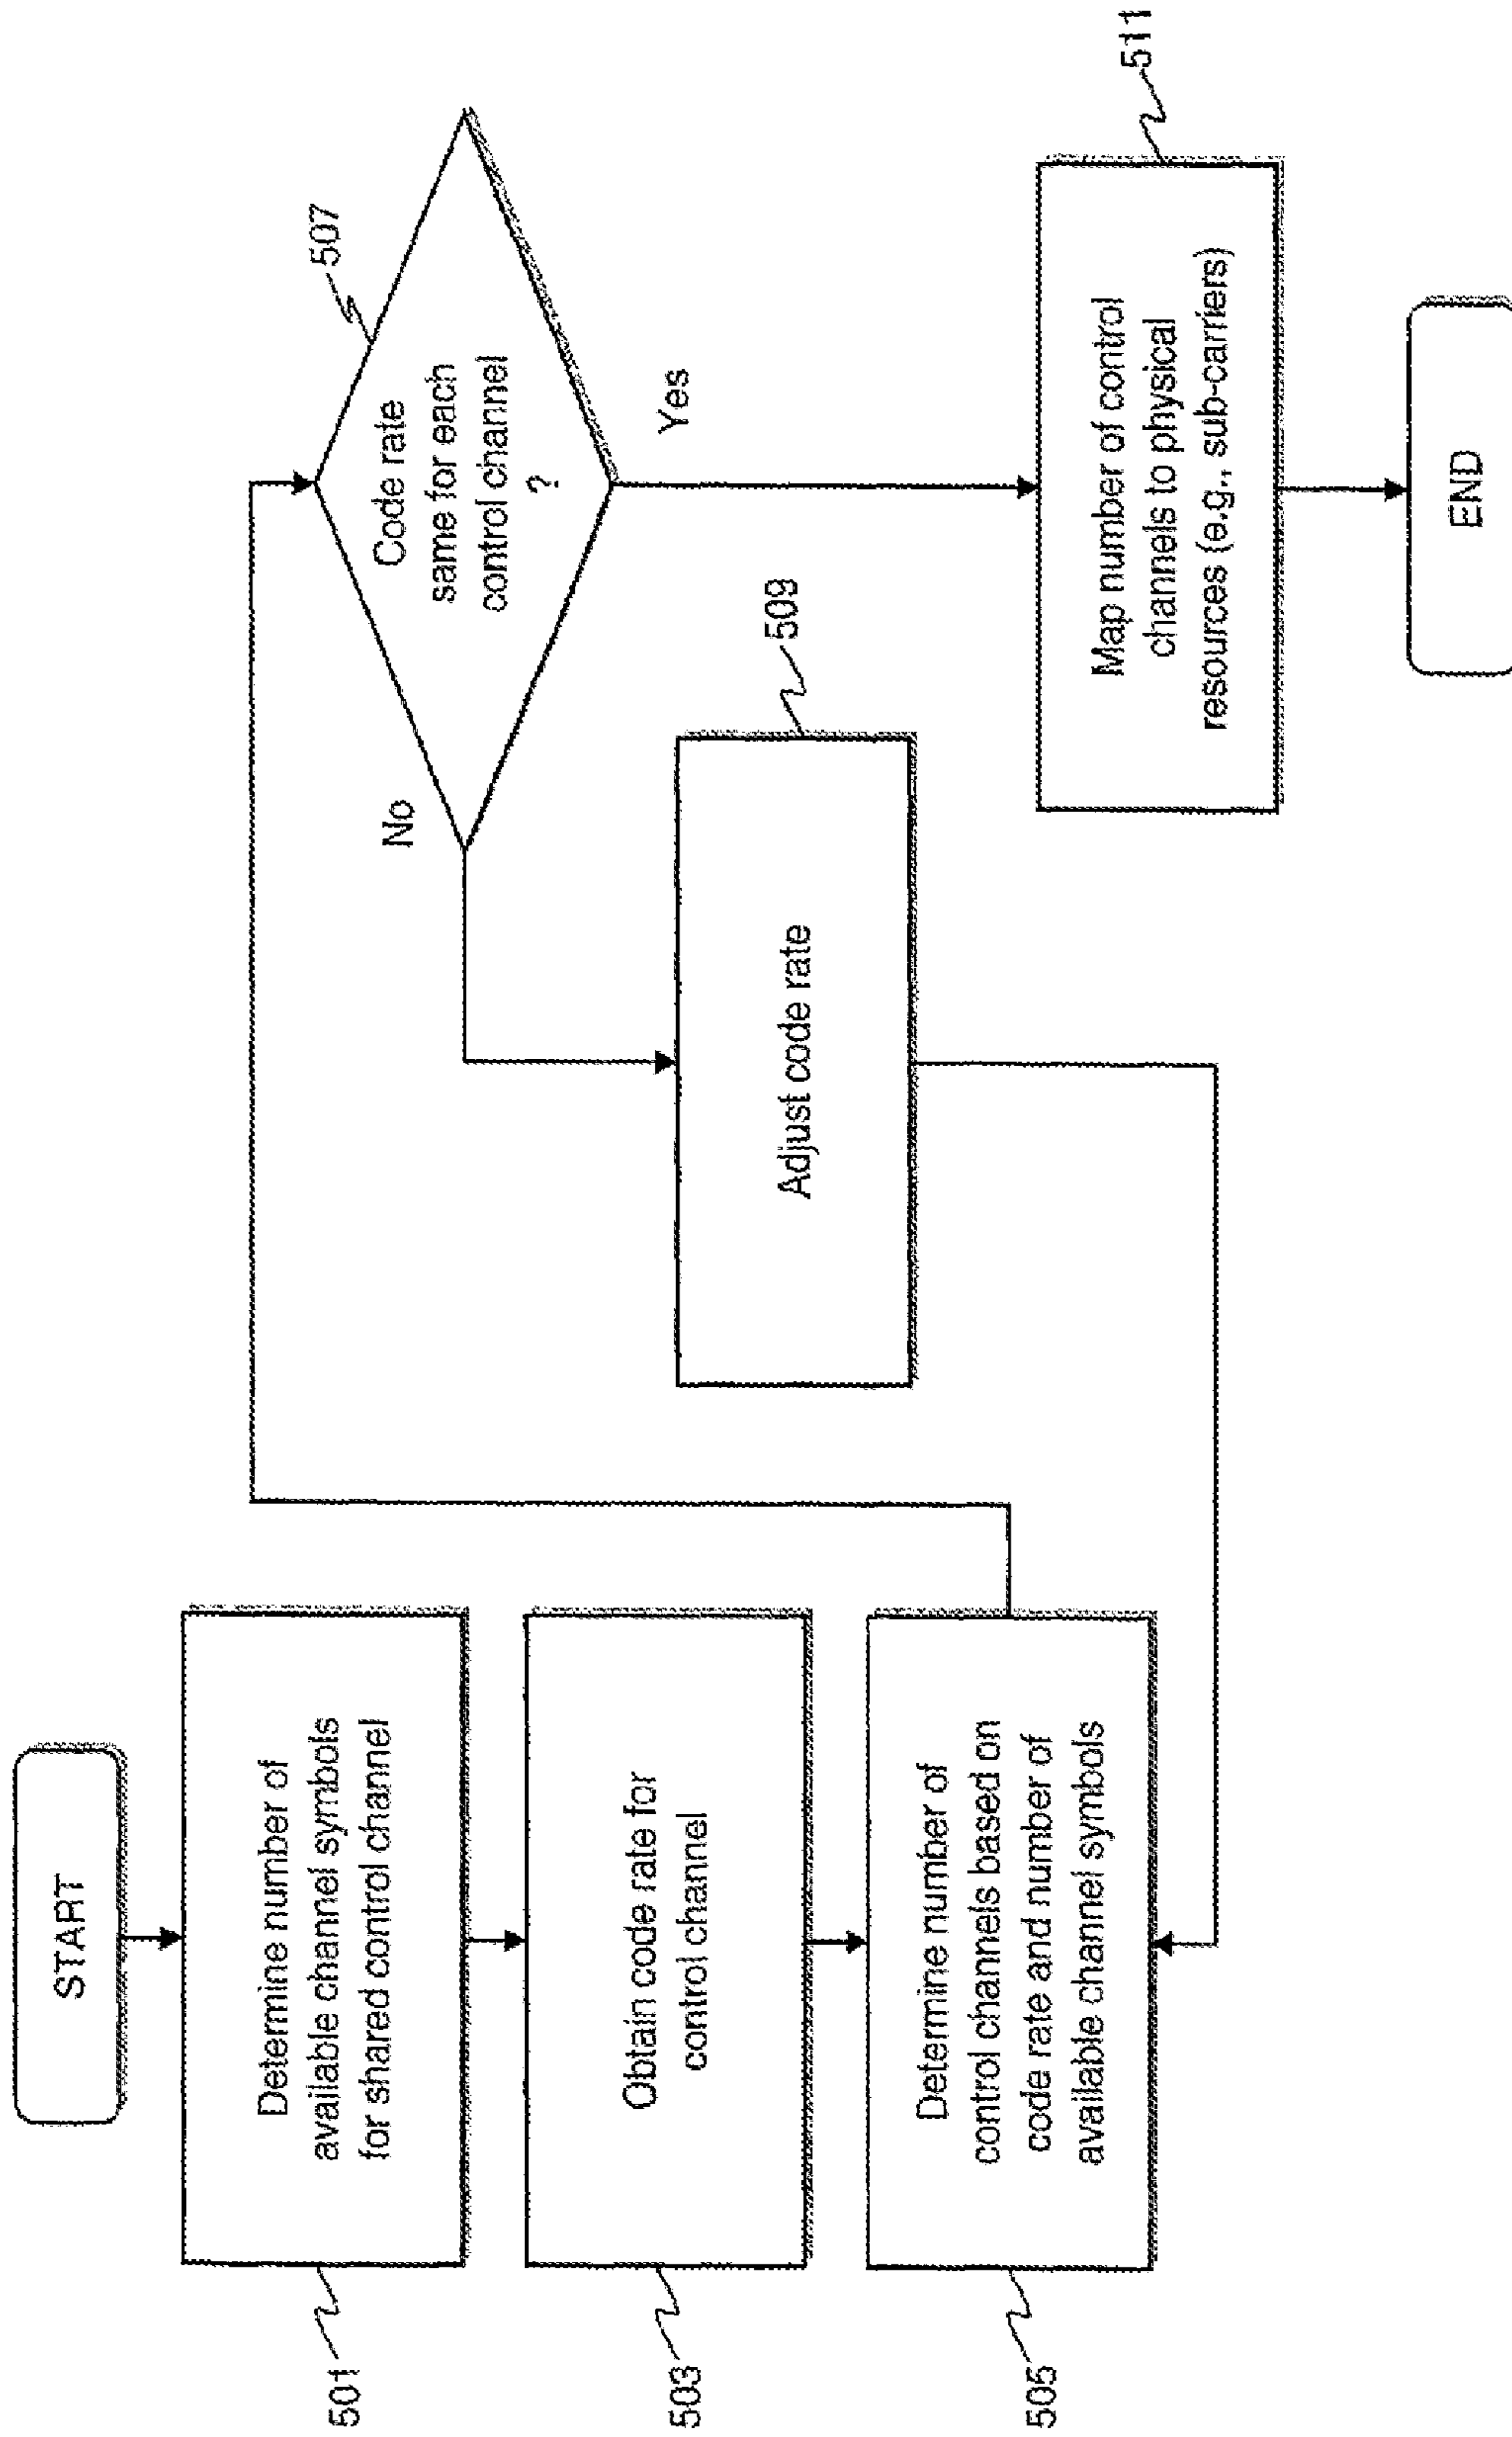 START
501
Determine number of
available channel symbols
for shared control channel
503
Obtain code rate for
control channel
505
Determine number of
control channels based on
code rate and number of
available channel symbols
507
Code rate
same for each
control channel
?
No
Yes
509
Adjust code rate
511
Map number of control
channels to physical
resources (e.g., sub-carriers)
END